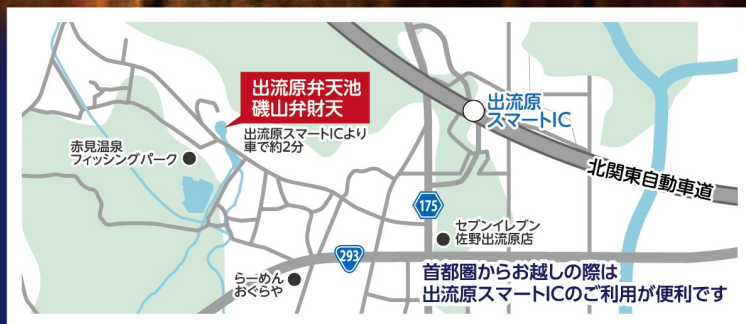 出流原弁天池
磯山弁財天
出流原スマートICより
車で約2分
出流原
スマートIC
赤見温泉
フィッシングパーク
北関東自動車道
175
セブンイレブン
佐野出流原店
293
らーめん
おぐらや
首都圏からお越しの際は
出流原スマートICのご利用が便利です